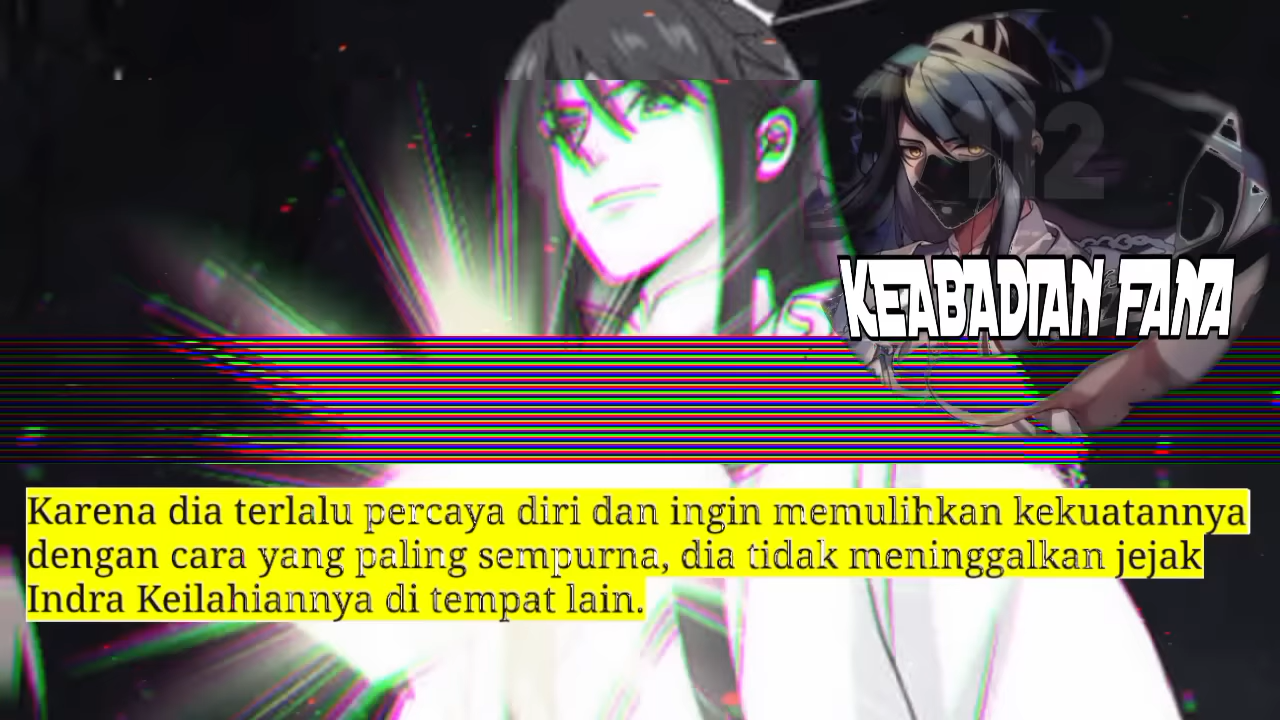 112
KEABADIAN FANA
Karena dia terlalu percaya diri dan ingin memulihkan kekuatannya
dengan cara yang paling sempurna, dia tidak meninggalkan jejak
Indra Keilahiannya di tempat lain.